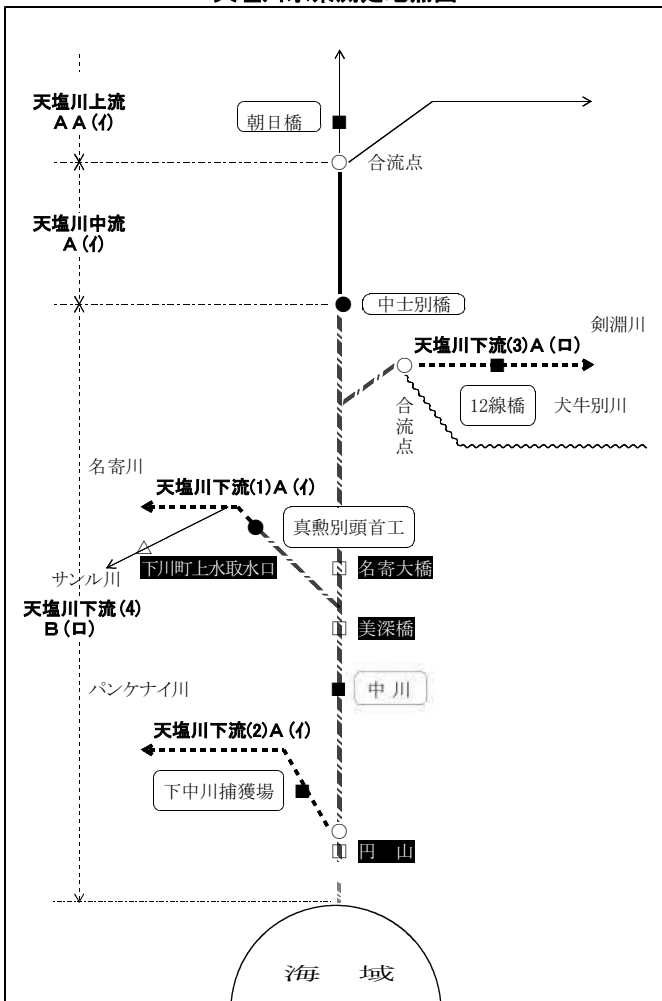 天塩川上流
AA(ｲ)
朝日橋
合流点
天塩川中流
A(ｲ)
中士別橋
剣淵川
天塩川下流(3)A(ﾛ)
12線橋
犬牛別川
合流点
名寄川
天塩川下流(1)A(ｲ)
真勲別頭首工
サンル川
下川町上水取水口
名寄大橋
天塩川下流(4)
B(ﾛ)
美深橋
パンケナイ川
中川
天塩川下流(2)A(ｲ)
下中川捕獲場
円　山
海　域